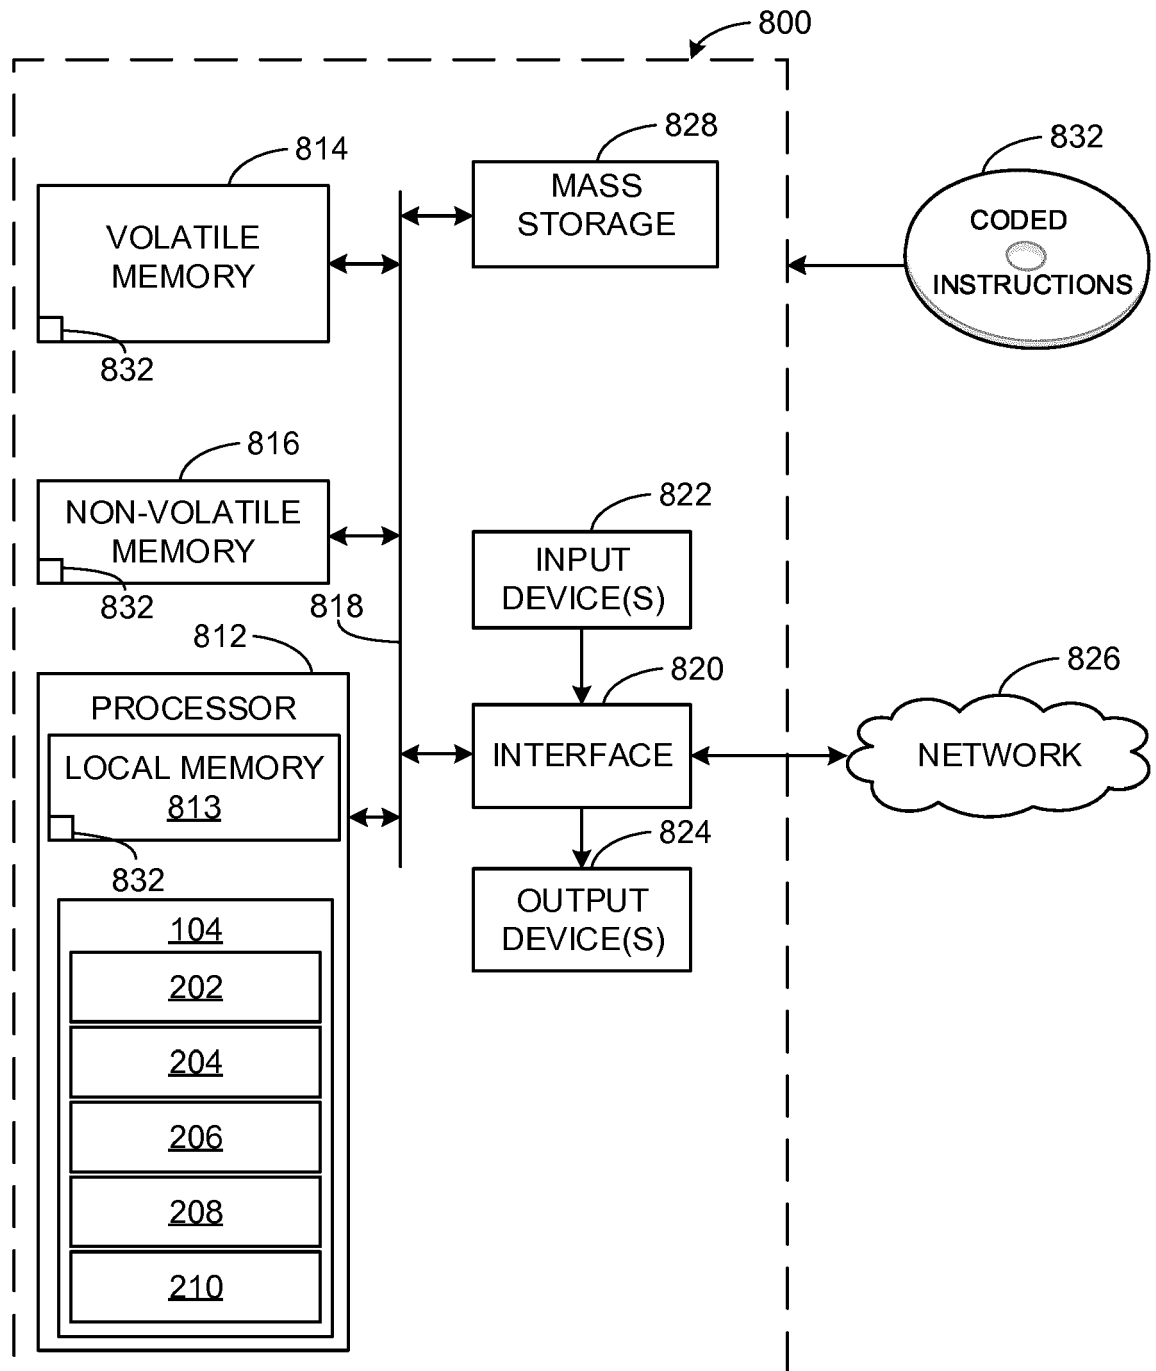 800
828
814
832
MASS
STORAGE
VOLATILE
MEMORY
CODED
INSTRUCTIONS
832
816
822
NON-VOLATILE
MEMORY
INPUT
DEVICE(S)
832
818
812
820
826
PROCESSOR
INTERFACE
NETWORK
LOCAL MEMORY
813
824
832
OUTPUT
DEVICE(S)
104
202
204
206
208
210